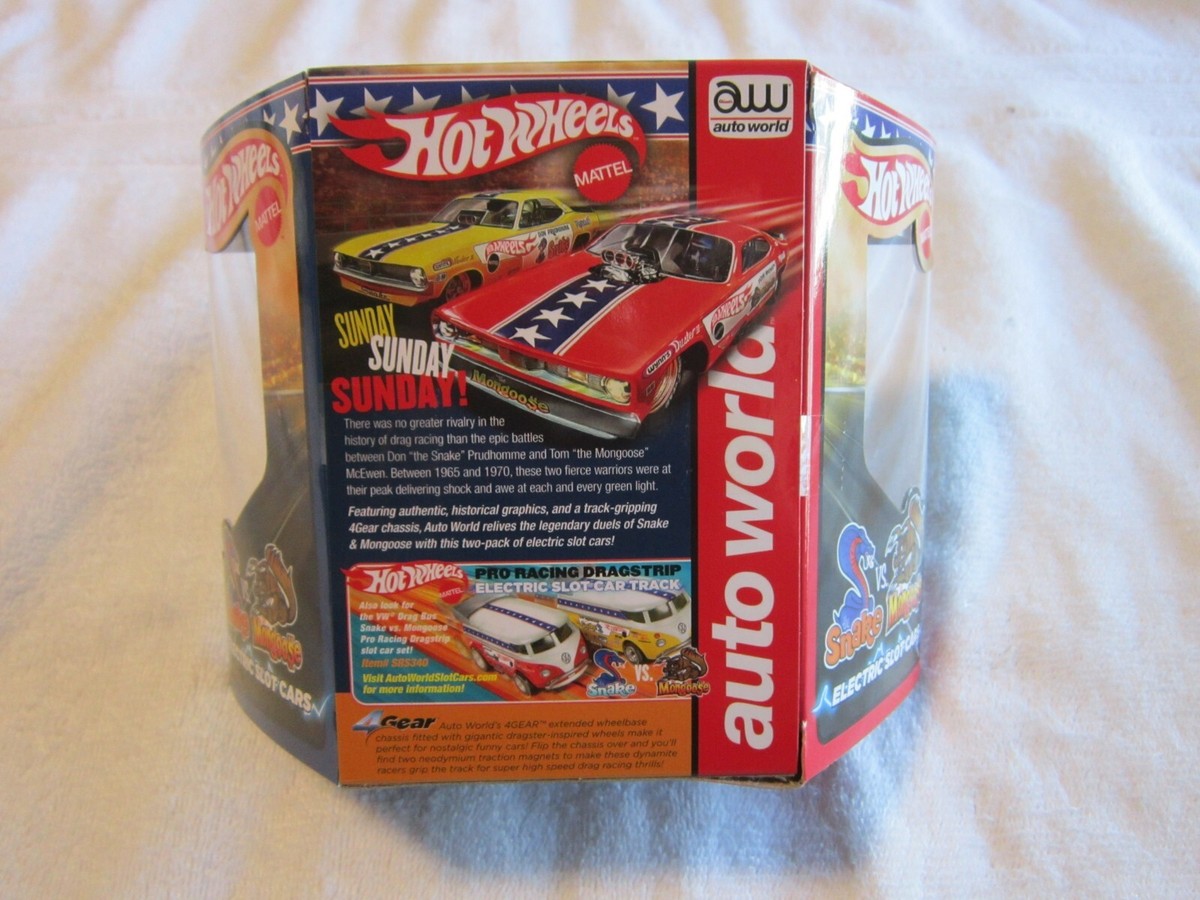 Hot Wheels
MATTEL
aw
auto world
Hot Wheels
MATTEL
Hot Wheels
Mongoose
SUNDAY
SUNDAY
SUNDAY!
There was no greater rivalry in the
history of drag racing than the epic battles
between Don "the Snake" Prudhomme and Tom "the Mongoose"
McEwen. Between 1965 and 1970, these two fierce warriors were at
their peak delivering shock and awe at each and every green light.
Featuring authentic, historical graphics, and a track-gripping
4Gear chassis, Auto World relives the legendary duels of Snake
& Mongoose with this two-pack of electric slot cars!
Hot Wheels
MATTEL
PRO RACING DRAGSTRIP
ELECTRIC SLOT CAR TRACK
Also look for
the VW® Drag Bus
Snake vs. Mongoose
Pro Racing Dragstrip
slot car set!
Item# SRS340
Visit AutoWorldSlotCars.com
for more information!
Snake VS. Mongoose
4Gear Auto World's 4GEAR™ extended wheelbase
chassis fitted with gigantic dragster-inspired wheels make it
perfect for nostalgic funny cars! Flip the chassis over and you'll
find two neodymium traction magnets to make these dynamite
racers grip the track for super high speed drag racing thrills!
auto world
Mongoose
SLOT CARS
Snake VS Mongoose
ELECTRIC SLOT